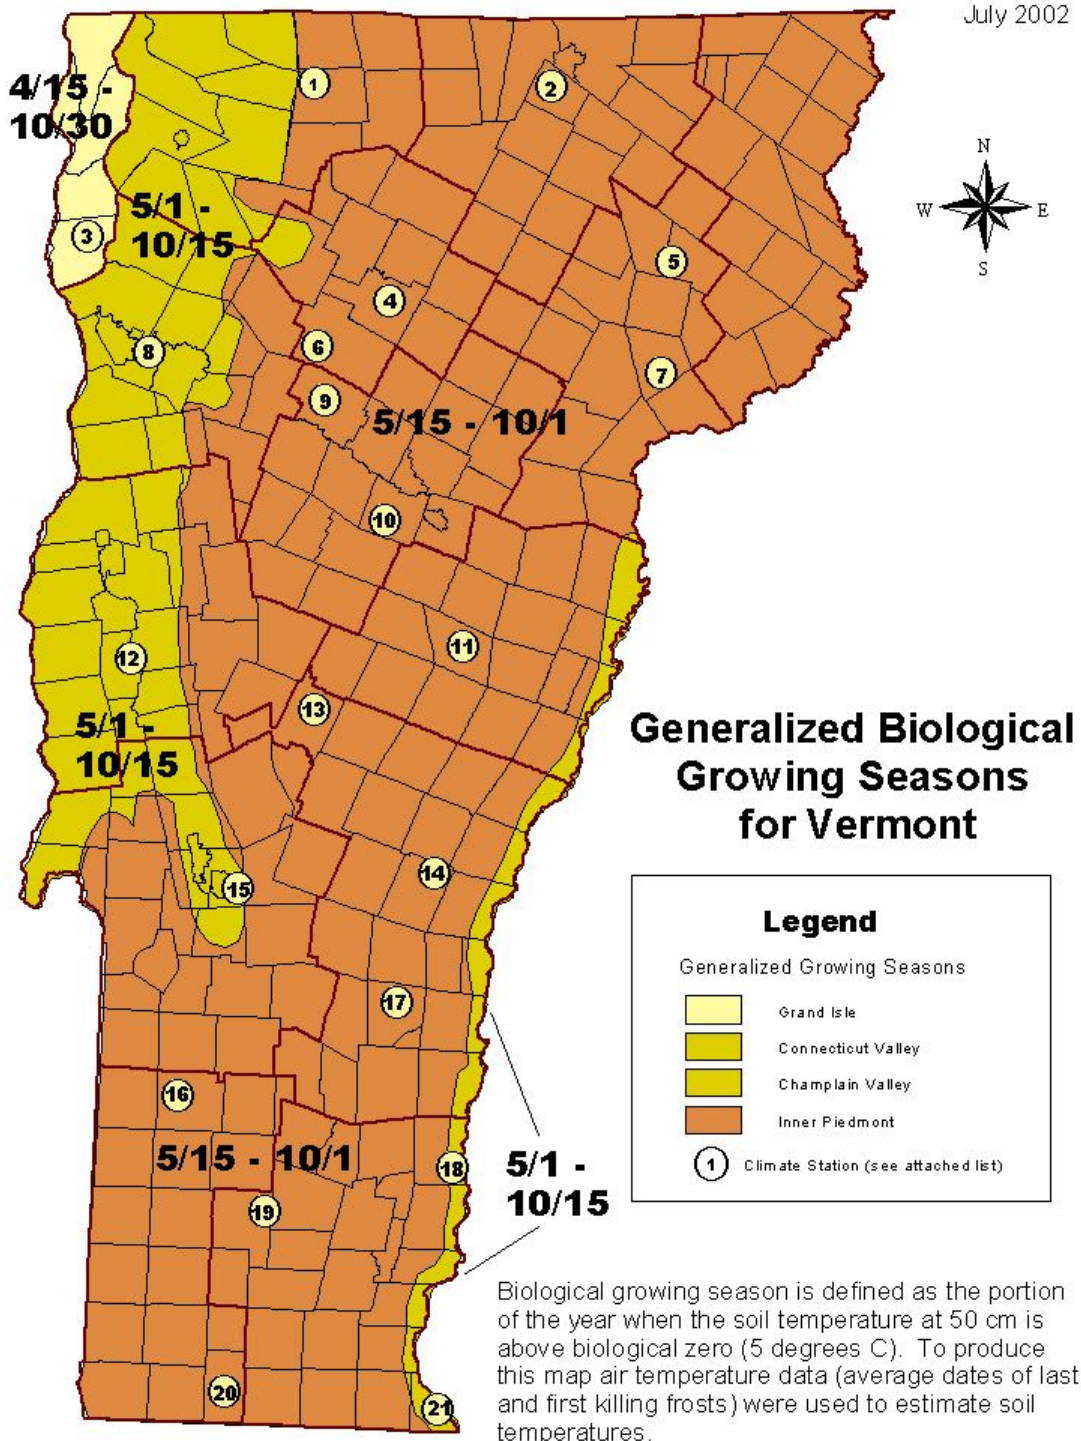 July 2002
4/15 -
10/30
1
2
N
W E
S
5/1 -
10/15
3
5
4
6
8
7
9
5/15 - 10/1
10
11
12
13
5/1 -
10/15
Generalized Biological
Growing Seasons
for Vermont
14
15
Legend
Generalized Growing Seasons
Grand Isle
Connecticut Valley
Champlain Valley
Inner Piedmont
1 Climate Station (see attached list)
17
16
5/15 - 10/1
18
5/1 -
10/15
19
20
21
Biological growing season is defined as the portion
of the year when the soil temperature at 50 cm is
above biological zero (5 degrees C). To produce
this map air temperature data (average dates of last
and first killing frosts) were used to estimate soil
temperatures.